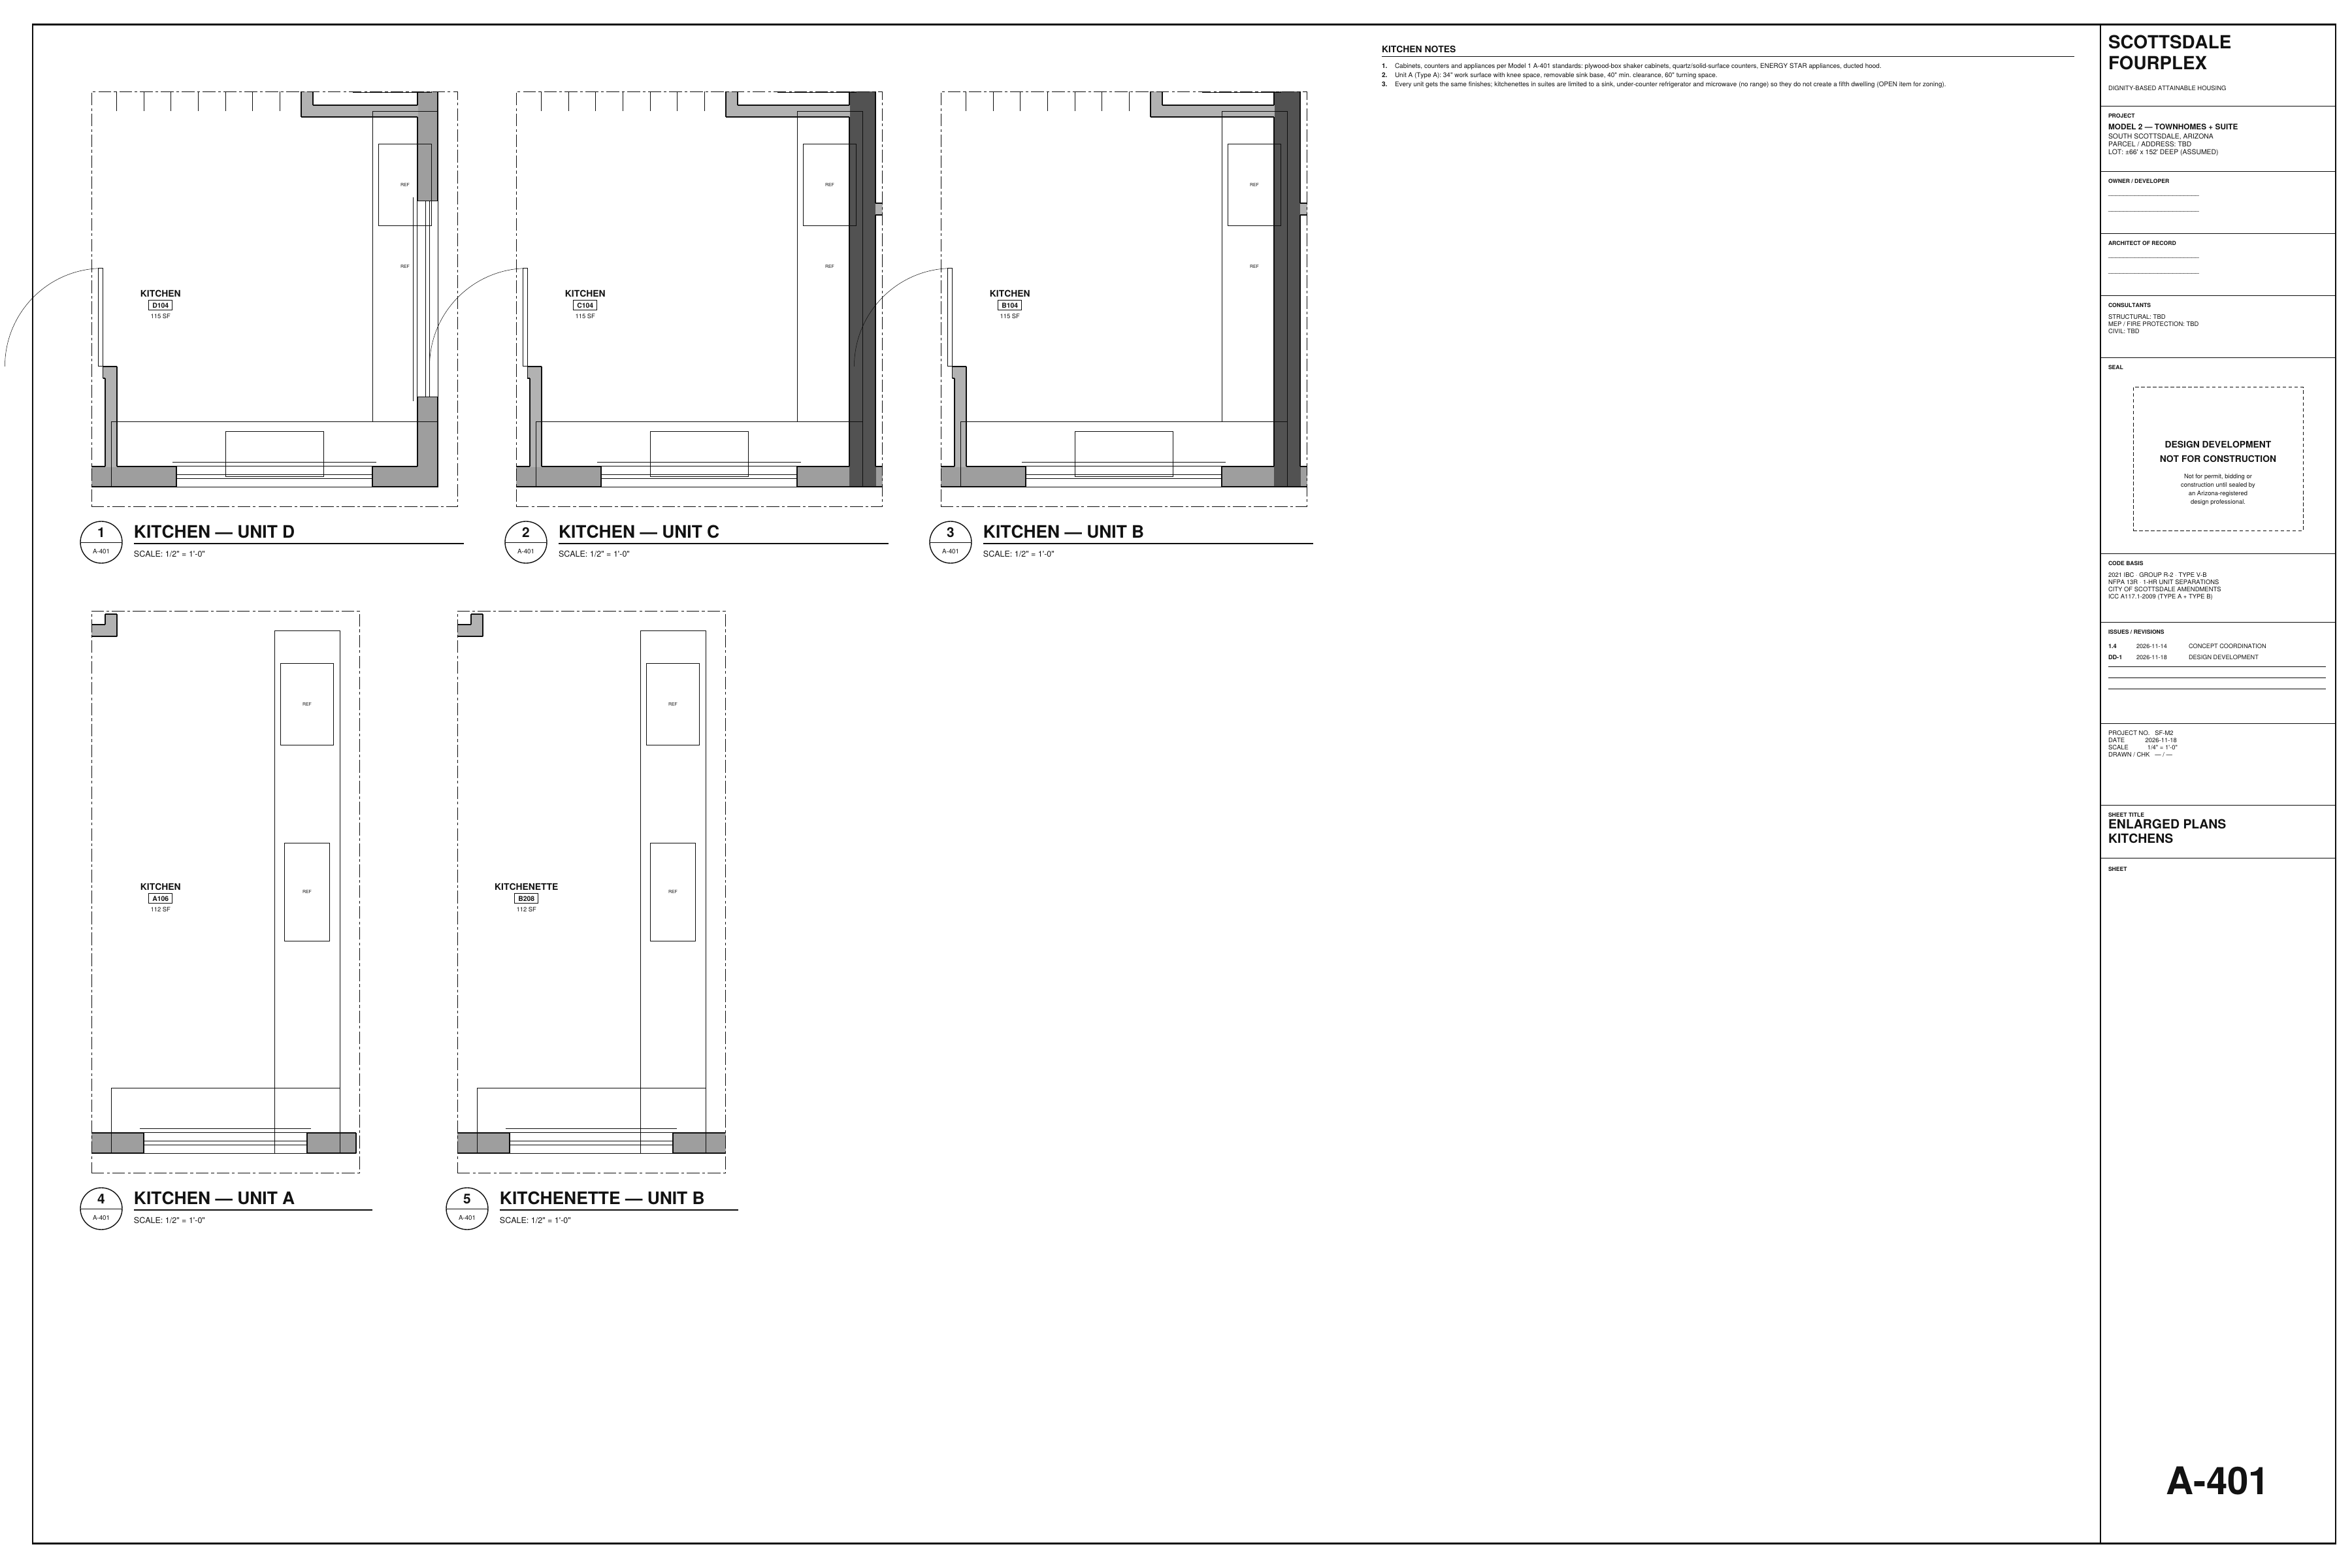 KITCHEN NOTES
1. Cabinets, counters and appliances per Model 1 A-401 standards: plywood-box shaker cabinets, quartz/solid-surface counters, ENERGY STAR appliances, ducted hood.
2. Unit A (Type A): 34" work surface with knee space, removable sink base, 40" min. clearance, 60" turning space.
3. Every unit gets the same finishes; kitchenettes in suites are limited to a sink, under-counter refrigerator and microwave (no range) so they do not create a fifth dwelling (OPEN item for zoning).
REF
REF
KITCHEN
D104
115 SF
1
A-401
KITCHEN — UNIT D
SCALE: 1/2" = 1'-0"
REF
REF
KITCHEN
C104
115 SF
2
A-401
KITCHEN — UNIT C
SCALE: 1/2" = 1'-0"
REF
REF
KITCHEN
B104
115 SF
3
A-401
KITCHEN — UNIT B
SCALE: 1/2" = 1'-0"
REF
REF
KITCHEN
A106
112 SF
4
A-401
KITCHEN — UNIT A
SCALE: 1/2" = 1'-0"
REF
REF
KITCHENETTE
B208
112 SF
5
A-401
KITCHENETTE — UNIT B
SCALE: 1/2" = 1'-0"
SCOTTSDALE
FOURPLEX
DIGNITY-BASED ATTAINABLE HOUSING
PROJECT
MODEL 2 — TOWNHOMES + SUITE
SOUTH SCOTTSDALE, ARIZONA
PARCEL / ADDRESS: TBD
LOT: ±66' x 152' DEEP (ASSUMED)
OWNER / DEVELOPER
ARCHITECT OF RECORD
CONSULTANTS
STRUCTURAL: TBD
MEP / FIRE PROTECTION: TBD
CIVIL: TBD
SEAL
DESIGN DEVELOPMENT
NOT FOR CONSTRUCTION
Not for permit, bidding or
construction until sealed by
an Arizona-registered
design professional.
CODE BASIS
2021 IBC · GROUP R-2 · TYPE V-B
NFPA 13R · 1-HR UNIT SEPARATIONS
CITY OF SCOTTSDALE AMENDMENTS
ICC A117.1-2009 (TYPE A + TYPE B)
ISSUES / REVISIONS
1.4 2026-11-14 CONCEPT COORDINATION
DD-1 2026-11-18 DESIGN DEVELOPMENT
PROJECT NO. SF-M2
DATE 2026-11-18
SCALE 1/4" = 1'-0"
DRAWN / CHK — / —
SHEET TITLE
ENLARGED PLANS
KITCHENS
SHEET
A-401